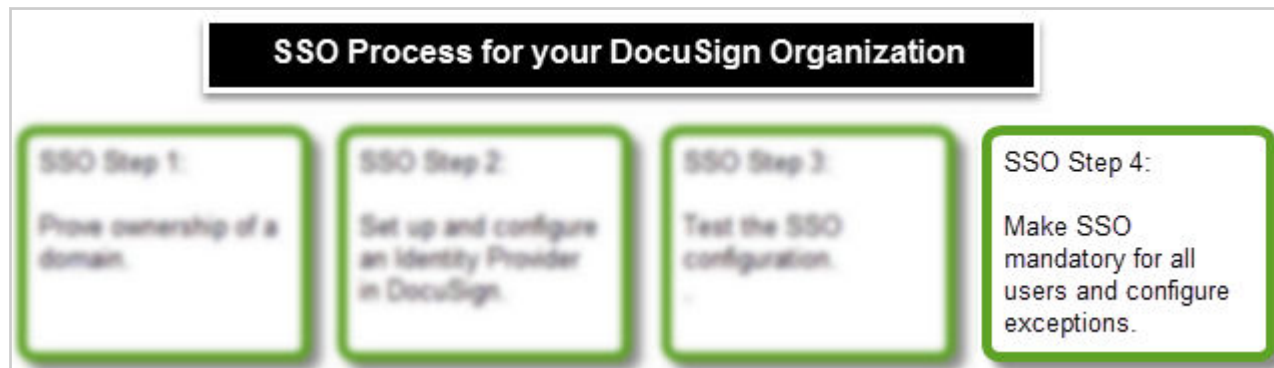 SSO Process for your DocuSign Organization
SSO Step 1:
Prove ownership of a
domain.
SSO Step 2:
Set up and configure
an Identity Provider
in DocuSign.
SSO Step 3:
Test the SSO
configuration.
.
SSO Step 4:
Make SSO
mandatory for all
users and configure
exceptions.